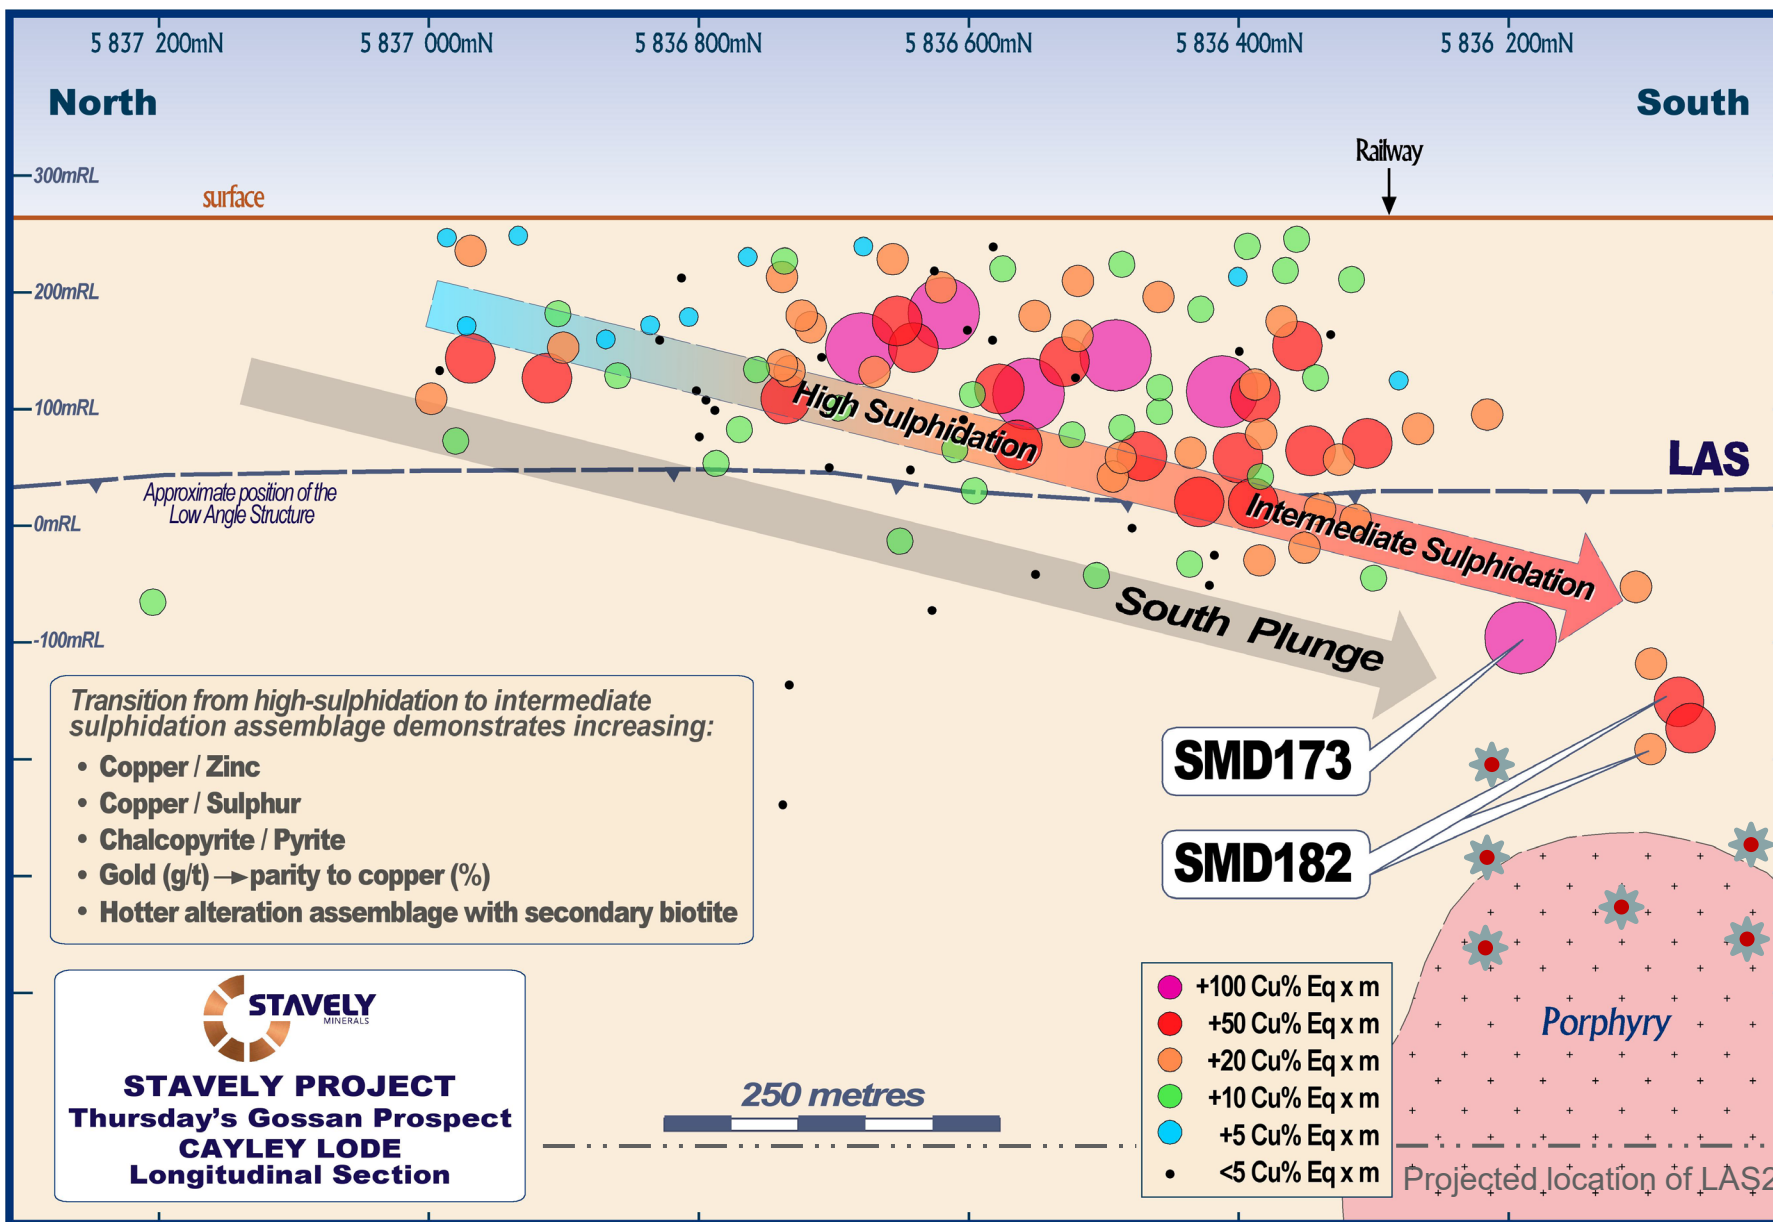 5 837 200mN
5 837 000mN
5 836 800mN
5 836 600mN
5 836 400mN
5 836 200mN
North
South
Railway
300mRL
surface
200mRL
100mRL
High Sulphidation
LAS
Approximate position of the
Low Angle Structure
0mRL
Intermediate Sulphidation
South Plunge
-100mRL
Transition from high-sulphidation to intermediate
sulphidation assemblage demonstrates increasing:
• Copper / Zinc
• Copper / Sulphur
• Chalcopyrite / Pyrite
• Gold (g/t) → parity to copper (%)
• Hotter alteration assemblage with secondary biotite
SMD173
SMD182
STAVELY
MINERALS
STAVELY PROJECT
Thursday's Gossan Prospect
CAYLEY LODE
Longitudinal Section
250 metres
+100 Cu% Eq x m
+50 Cu% Eq x m
+20 Cu% Eq x m
+10 Cu% Eq x m
+5 Cu% Eq x m
<5 Cu% Eq x m
Porphyry
Projected location of LAS2